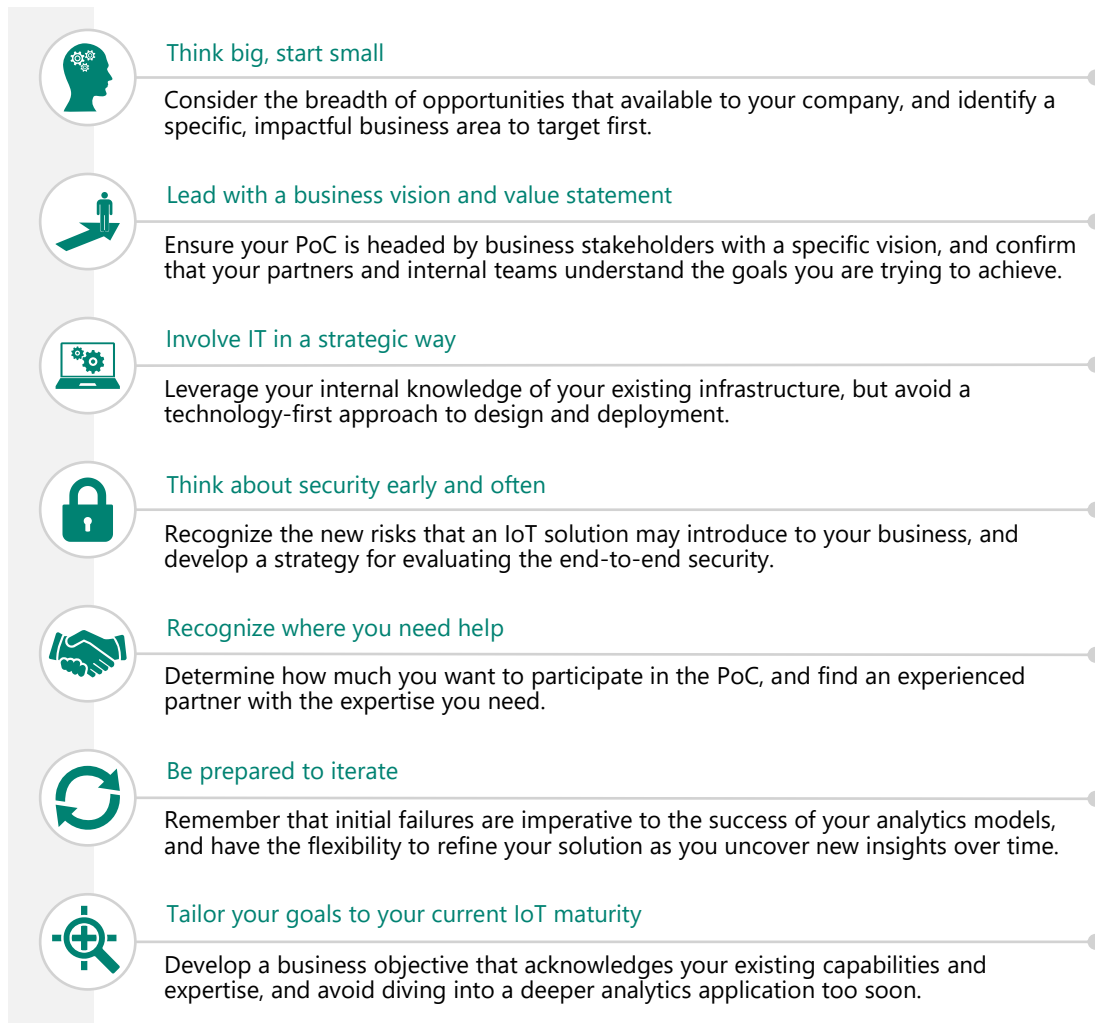 Think big, start small
Consider the breadth of opportunities that available to your company, and identify a
specific, impactful business area to target first.
Lead with a business vision and value statement
Ensure your PoC is headed by business stakeholders with a specific vision, and confirm
that your partners and internal teams understand the goals you are trying to achieve.
Involve IT in a strategic way
Leverage your internal knowledge of your existing infrastructure, but avoid a
technology-first approach to design and deployment.
Think about security early and often
Recognize the new risks that an IoT solution may introduce to your business, and
develop a strategy for evaluating the end-to-end security.
Recognize where you need help
Determine how much you want to participate in the PoC, and find an experienced
partner with the expertise you need.
Be prepared to iterate
Remember that initial failures are imperative to the success of your analytics models,
and have the flexibility to refine your solution as you uncover new insights over time.
Tailor your goals to your current IoT maturity
Develop a business objective that acknowledges your existing capabilities and
expertise, and avoid diving into a deeper analytics application too soon.